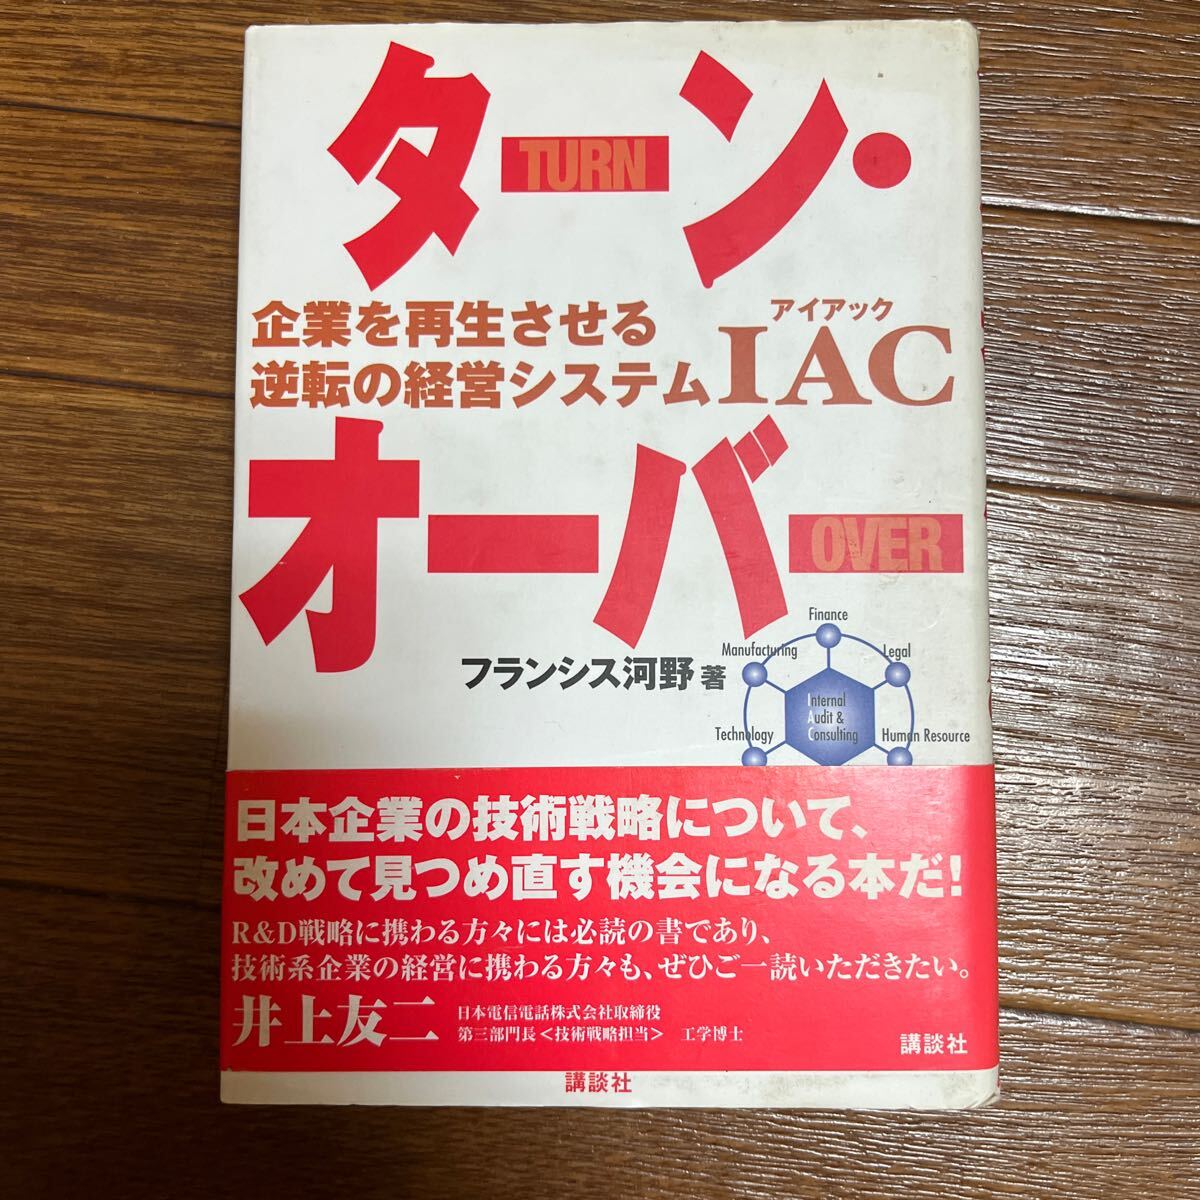 ターン・
TURN
企業を再生させる
アイアック
逆転の経営システムIAC
オーバー
OVER
フランシス河野 著
Finance
Manufacturing
Legal
Internal
Audit &
Consulting
Technology
Human Resource
日本企業の技術戦略について、
改めて見つめ直す機会になる本だ!
R&D戦略に携わる方々には必読の書であり、
技術系企業の経営に携わる方々も、ぜひご一読いただきたい。
井上友二
日本電信電話株式会社取締役
第三部門長<技術戦略担当> 工学博士
講談社
講談社